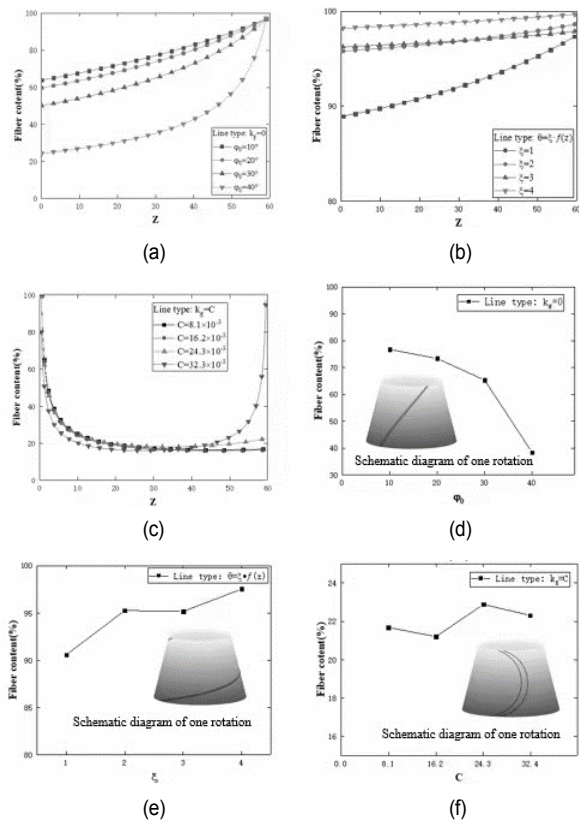 Fiber cotent(%)
100
80
60
40
20
0
Line type: kg=0
φ0=10°
φ0=20°
φ0=30°
φ0=40°
0 10 20 30 40 50 60
Z
(a)
Fiber cotent(%)
100
90
80
Line type: θ=ξ·f(z)
ξ=1
ξ=2
ξ=3
ξ=4
0 10 20 30 40 50 60
Z
(b)
Fiber content(%)
100
80
60
40
20
0
Line type: kg=C
C=8.1×10-3
C=16.2×10-3
C=24.3×10-3
C=32.3×10-3
0 10 20 30 40 50 60
Z
(c)
Fiber content(%)
100
90
80
70
60
50
40
30
Line type: kg=0
Schematic diagram of one rotation
0 10 20 30 40
φ0
(d)
Fiber content(%)
100
95
90
85
80
Line type: θ=ξ•f(z)
Schematic diagram of one rotation
1 2 3 4
ξ
(e)
Fiber cotent(%)
24
22
20
18
16
Line type: kg=C
Schematic diagram of one rotation
0.0 8.1 16.2 24.3 32.4
C
(f)